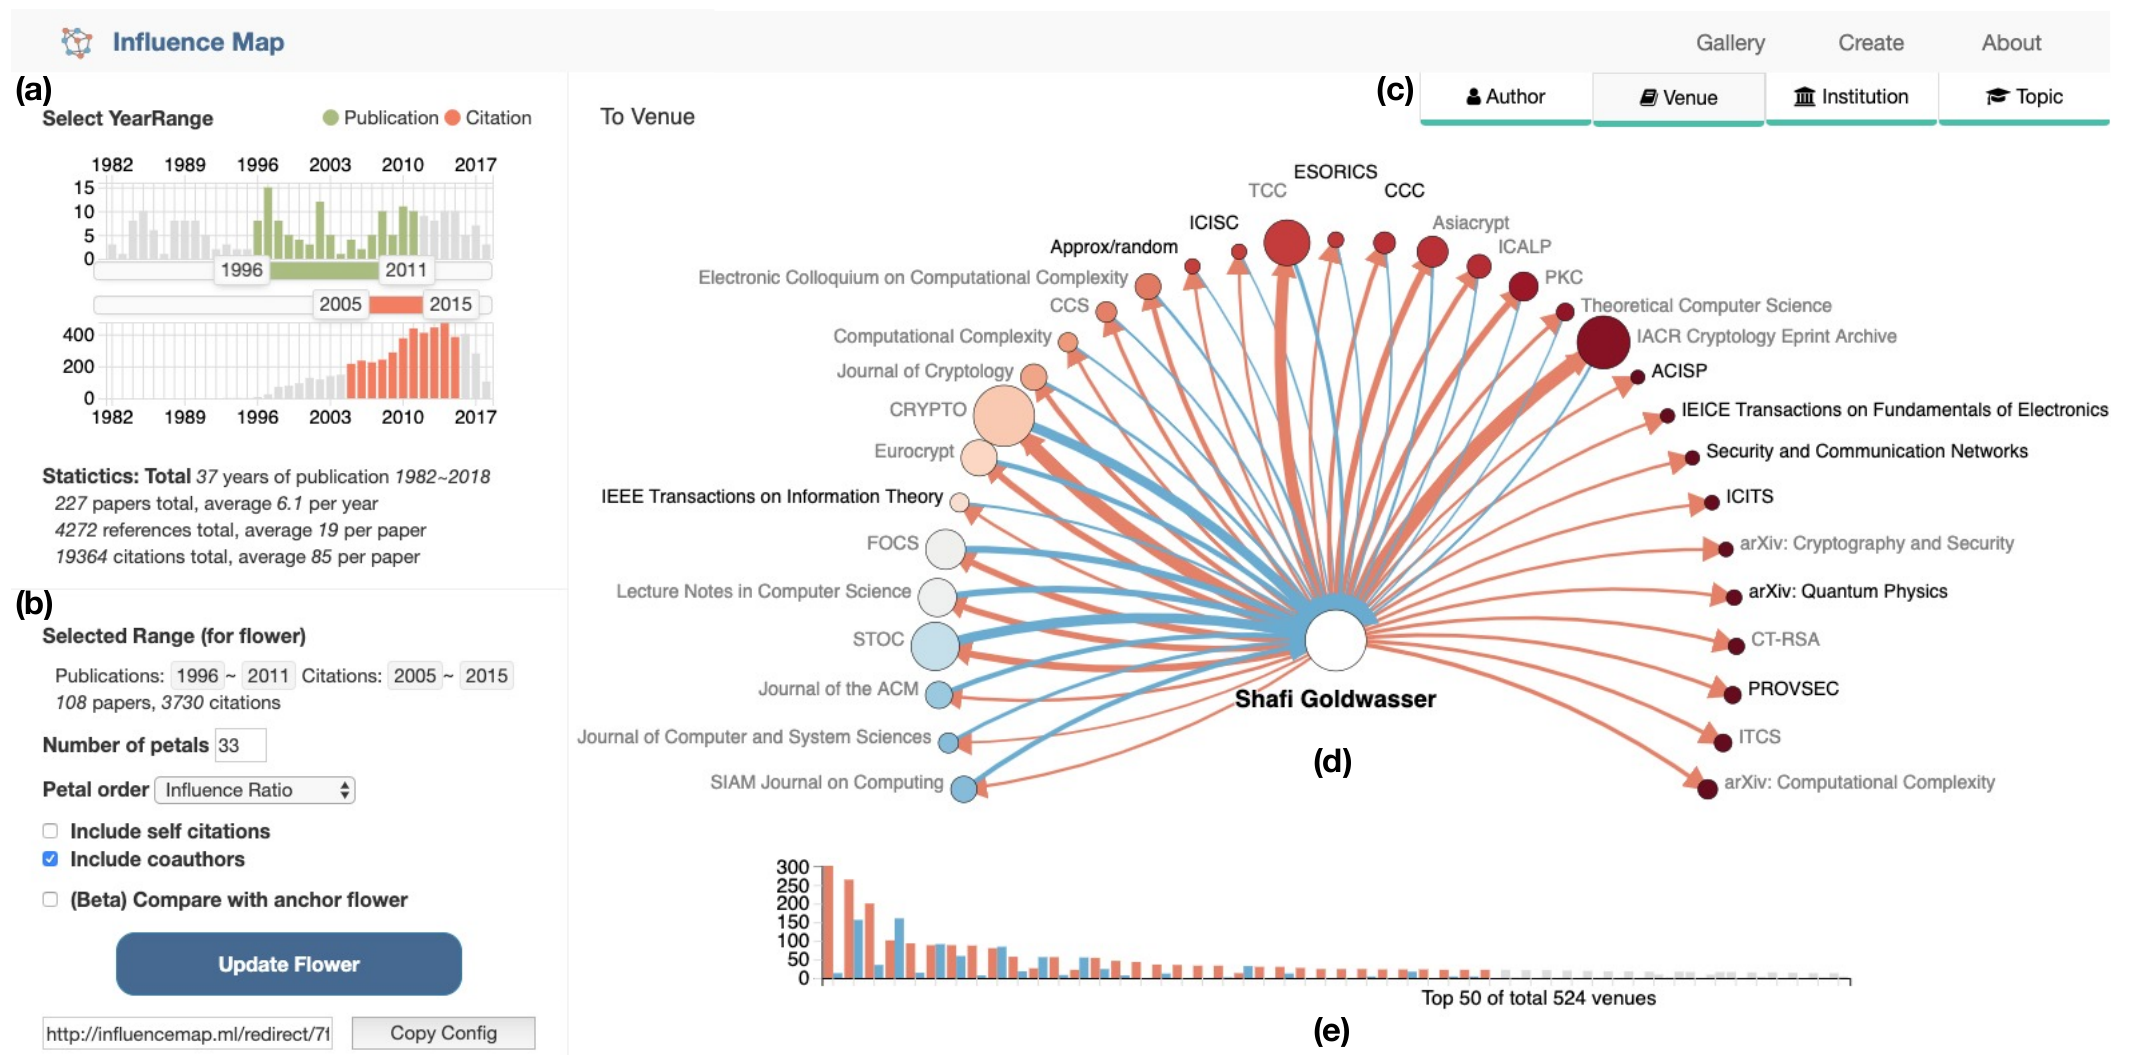 Influence Map
Gallery Create About
(a)
Select YearRange
Publication Citation
1982 1989 1996 2003 2010 2017
15
10
5
0
1996 2011
2005 2015
400
200
0
1982 1989 1996 2003 2010 2017
Statictics: Total 37 years of publication 1982~2018
227 papers total, average 6.1 per year
4272 references total, average 19 per paper
19364 citations total, average 85 per paper
(b)
Selected Range (for flower)
Publications: 1996 ~ 2011 Citations: 2005 ~ 2015
108 papers, 3730 citations
Number of petals 33
Petal order Influence Ratio
Include self citations
Include coauthors
(Beta) Compare with anchor flower
Update Flower
http://influencemap.ml/redirect/7f
Copy Config
(c)
Author Venue Institution Topic
To Venue
ESORICS
TCC
CCC
ICISC
Asiacrypt
Approx/random
ICALP
Electronic Colloquium on Computational Complexity
PKC
CCS
Theoretical Computer Science
Computational Complexity
IACR Cryptology Eprint Archive
Journal of Cryptology
ACISP
CRYPTO
IEICE Transactions on Fundamentals of Electronics
Eurocrypt
Security and Communication Networks
IEEE Transactions on Information Theory
ICITS
FOCS
arXiv: Cryptography and Security
Lecture Notes in Computer Science
arXiv: Quantum Physics
STOC
CT-RSA
Journal of the ACM
PROVSEC
Journal of Computer and System Sciences
ITCS
SIAM Journal on Computing
arXiv: Computational Complexity
Shafi Goldwasser
(d)
300
250
200
150
100
50
0
Top 50 of total 524 venues
(e)